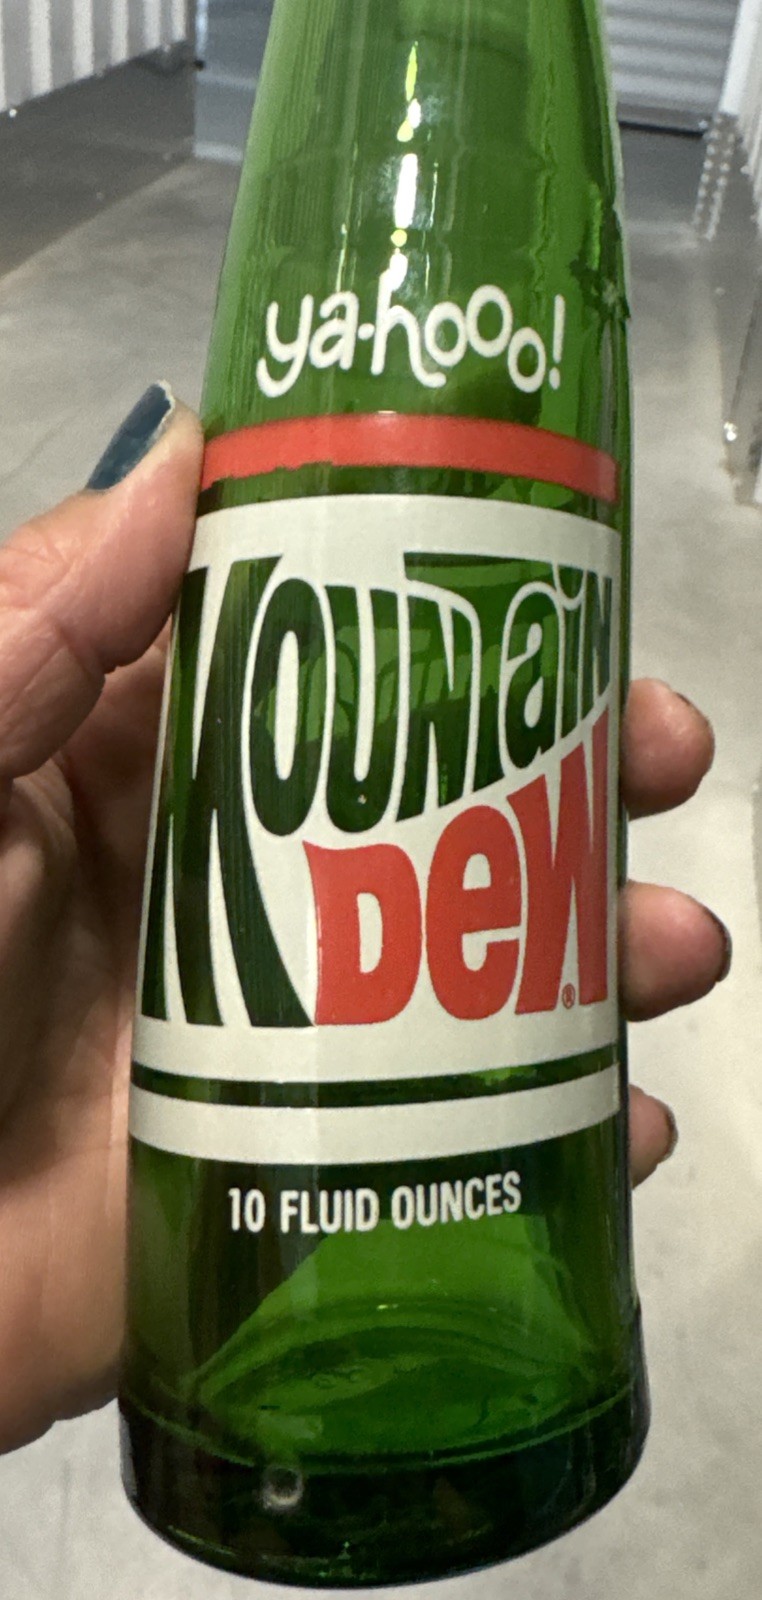 ya-hooo!
MOUNTaiN
DeW®
10 FLUID OUNCES